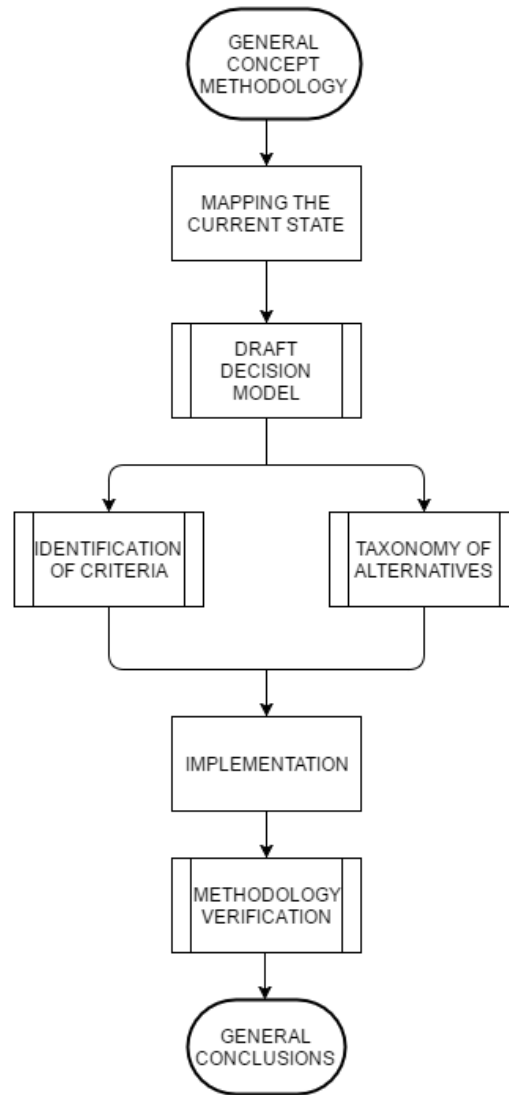 GENERAL
CONCEPT
METHODOLOGY
MAPPING THE
CURRENT STATE
DRAFT
DECISION
MODEL
IDENTIFICATION
OF CRITERIA
TAXONOMY OF
ALTERNATIVES
IMPLEMENTATION
METHODOLOGY
VERIFICATION
GENERAL
CONCLUSIONS